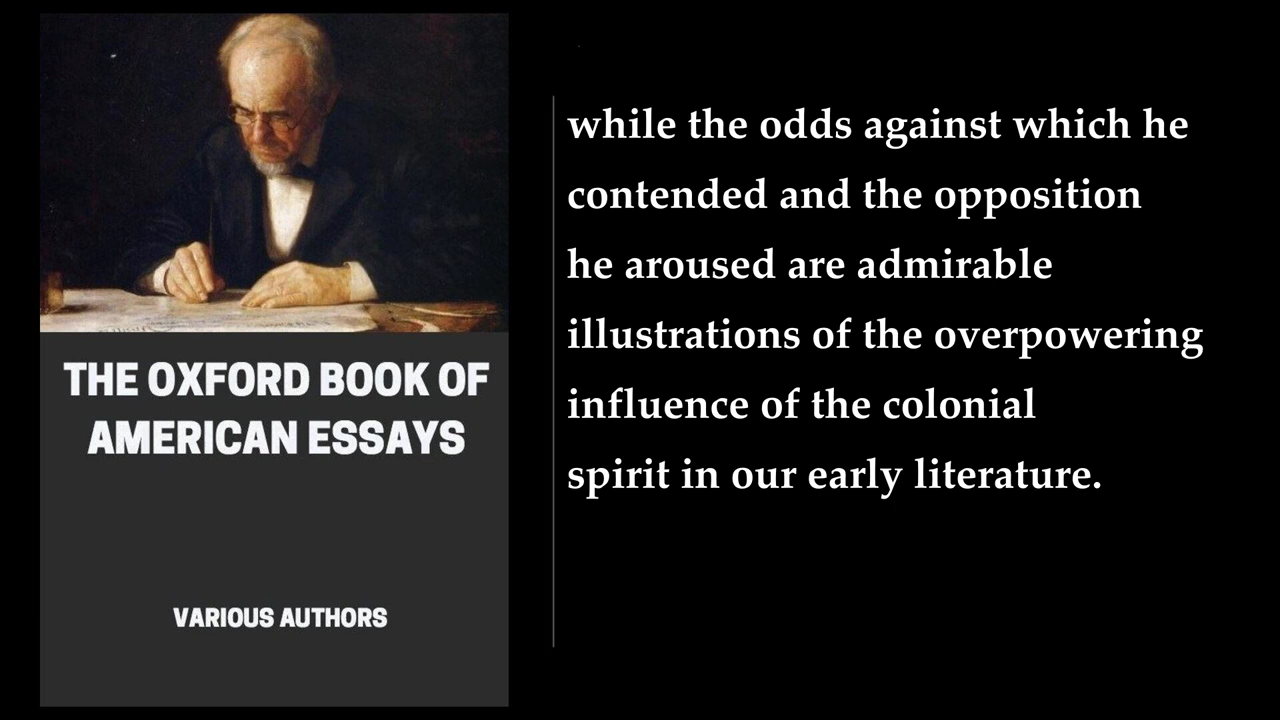 THE OXFORD BOOK OF
AMERICAN ESSAYS
VARIOUS AUTHORS
while the odds against which he
contended and the opposition
he aroused are admirable
illustrations of the overpowering
influence of the colonial
spirit in our early literature.